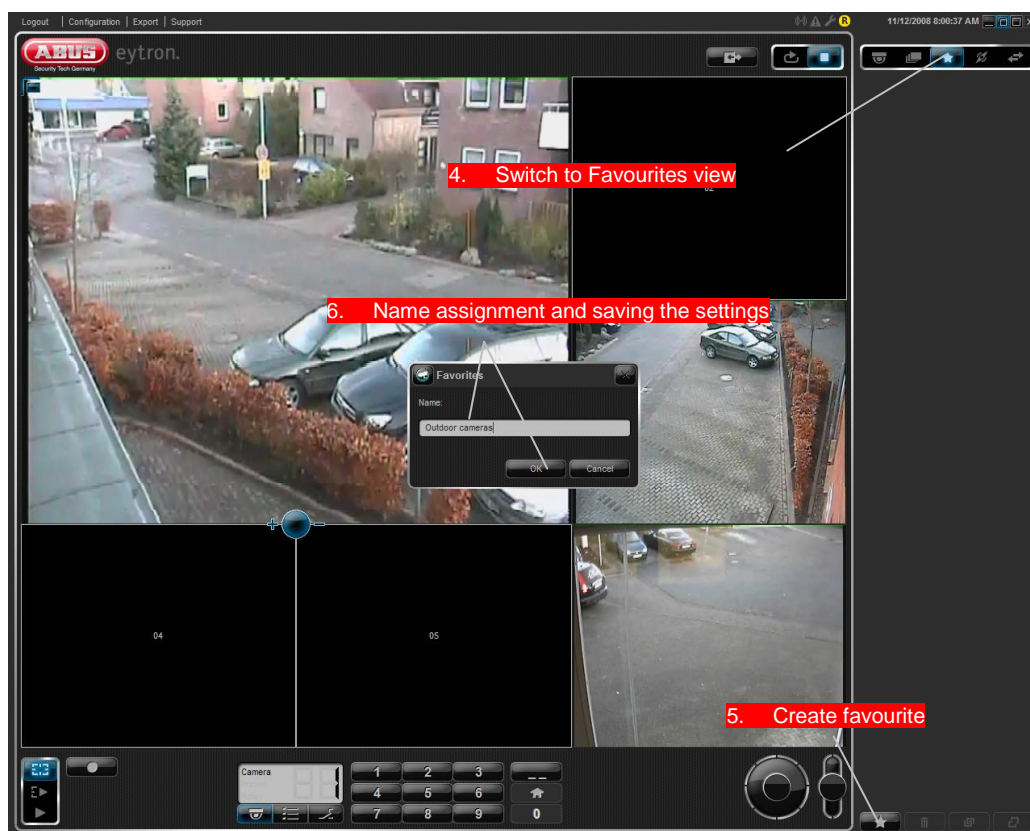 Logout | Configuration | Export | Support
R
11/12/2008 8:00:37 AM
ABUS
Security Tech Germany
eytron.
4. Switch to Favourites view
02
6. Name assignment and saving the settings
Favorites
Name:
Outdoor cameras
OK
Cancel
04
05
5. Create favourite
Camera
1
1 2 3 _ _
4 5 6
7 8 9 0